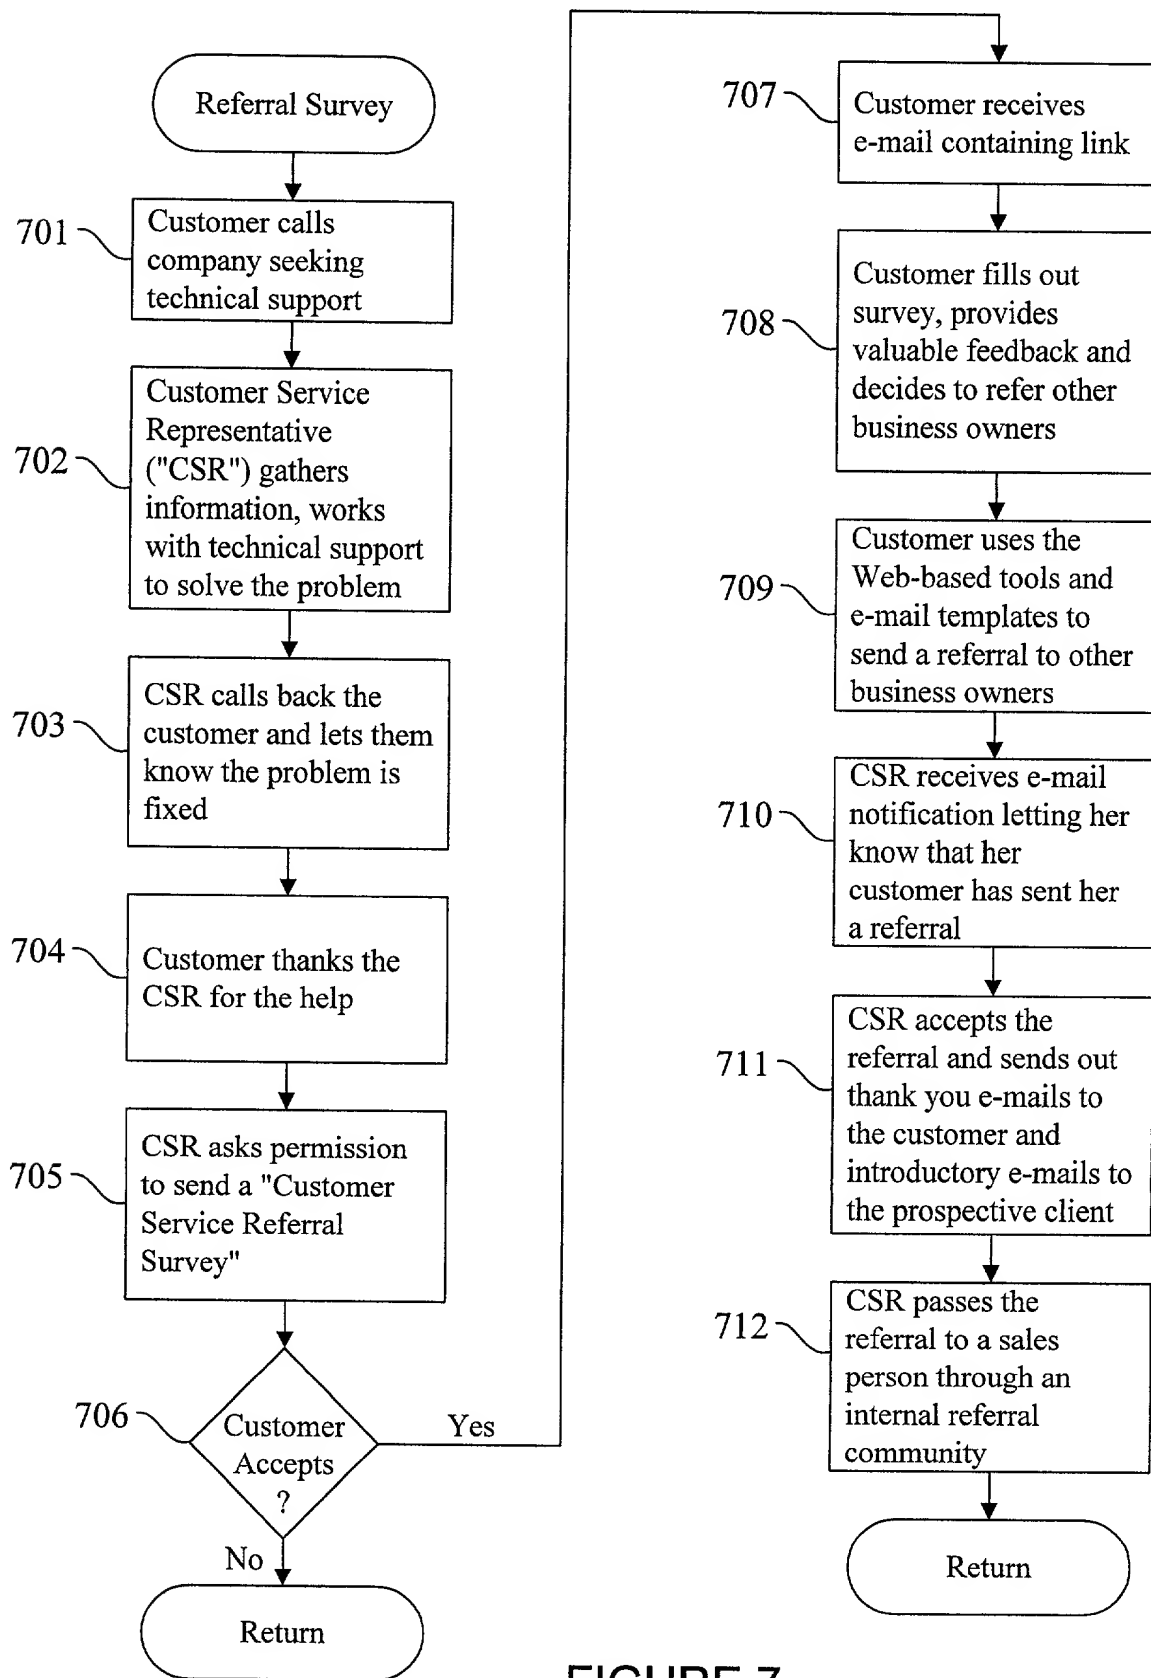 Referral Survey
701
Customer calls
company seeking
technical support
702
Customer Service
Representative
("CSR") gathers
information, works
with technical support
to solve the problem
703
CSR calls back the
customer and lets them
know the problem is
fixed
704
Customer thanks the
CSR for the help
705
CSR asks permission
to send a "Customer
Service Referral
Survey"
706
Customer
Accepts
?
Yes
No
Return
707
Customer receives
e-mail containing link
708
Customer fills out
survey, provides
valuable feedback and
decides to refer other
business owners
709
Customer uses the
Web-based tools and
e-mail templates to
send a referral to other
business owners
710
CSR receives e-mail
notification letting her
know that her
customer has sent her
a referral
711
CSR accepts the
referral and sends out
thank you e-mails to
the customer and
introductory e-mails to
the prospective client
712
CSR passes the
referral to a sales
person through an
internal referral
community
Return
FIGURE 7